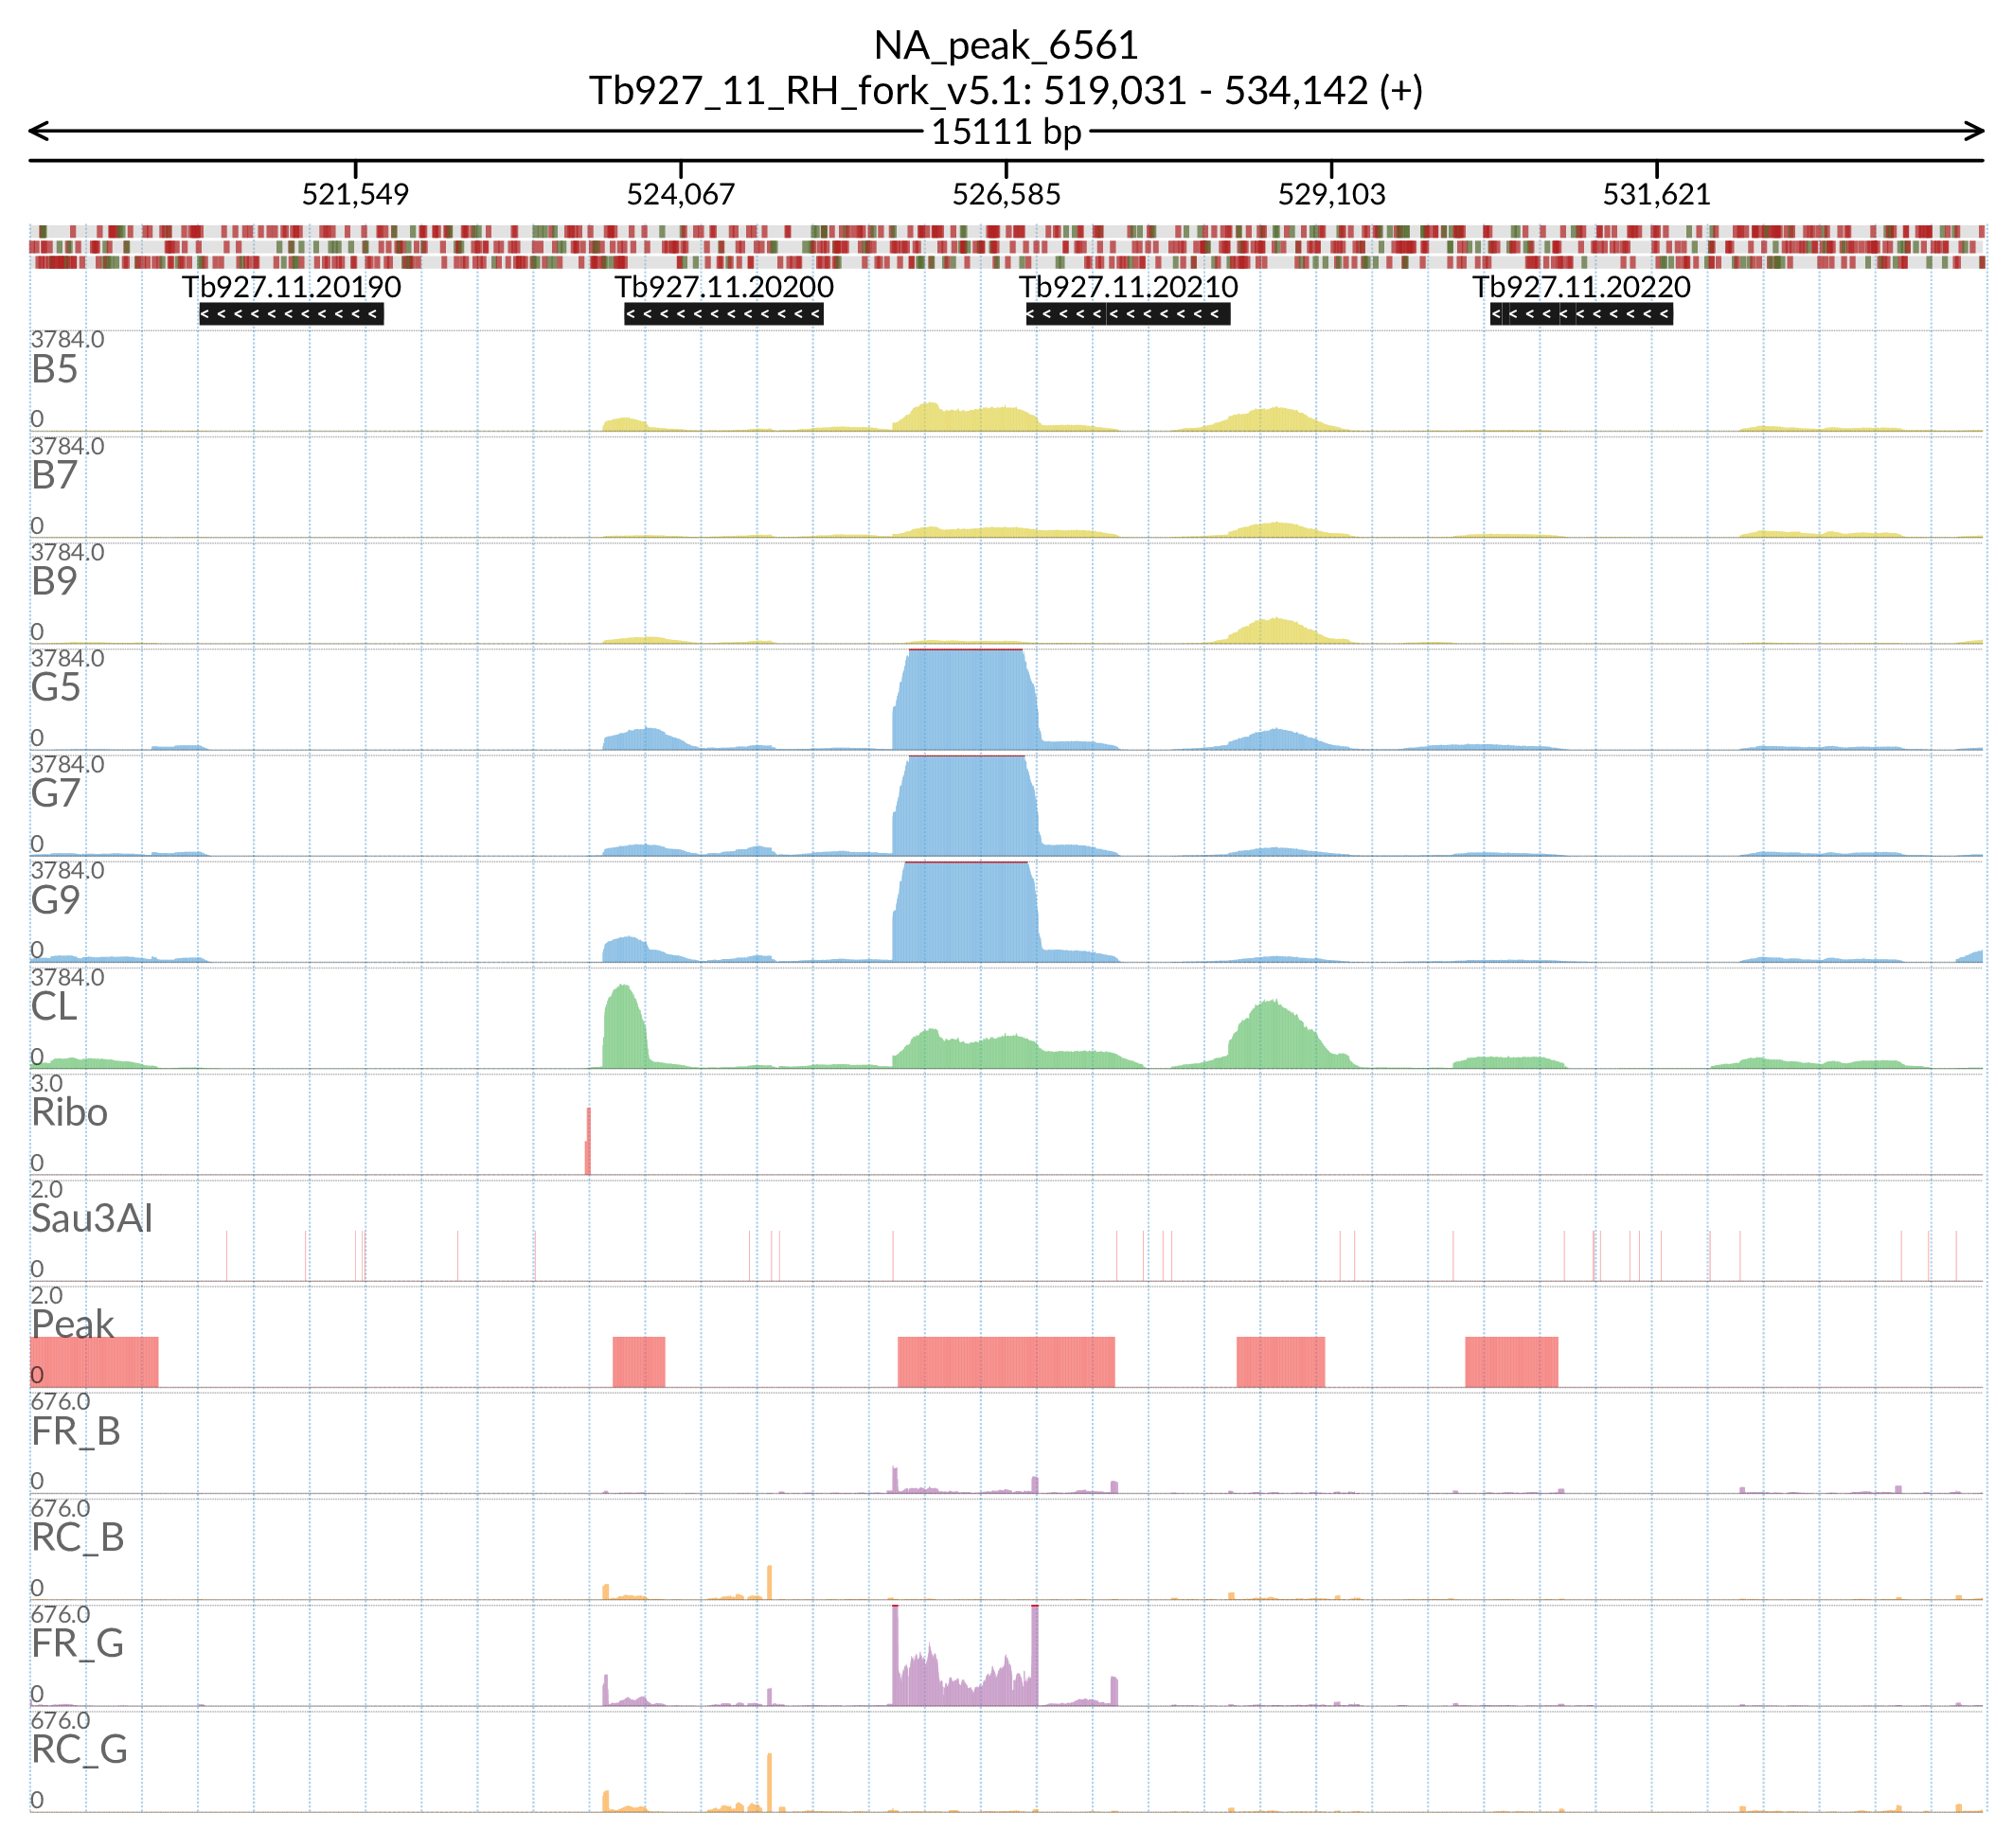 NA_peak_6561
Tb927_11_RH_fork_v5.1: 519,031 - 534,142 (+)
15111 bp
521,549 524,067 526,585 529,103 531,621
Tb927.11.20190 Tb927.11.20200 Tb927.11.20210 Tb927.11.20220
3784.0
B5
0
3784.0
B7
0
3784.0
B9
0
3784.0
G5
0
3784.0
G7
0
3784.0
G9
0
3784.0
CL
0
3.0
Ribo
0
2.0
Sau3AI
0
2.0
Peak
0
676.0
FR_B
0
676.0
RC_B
0
676.0
FR_G
0
676.0
RC_G
0